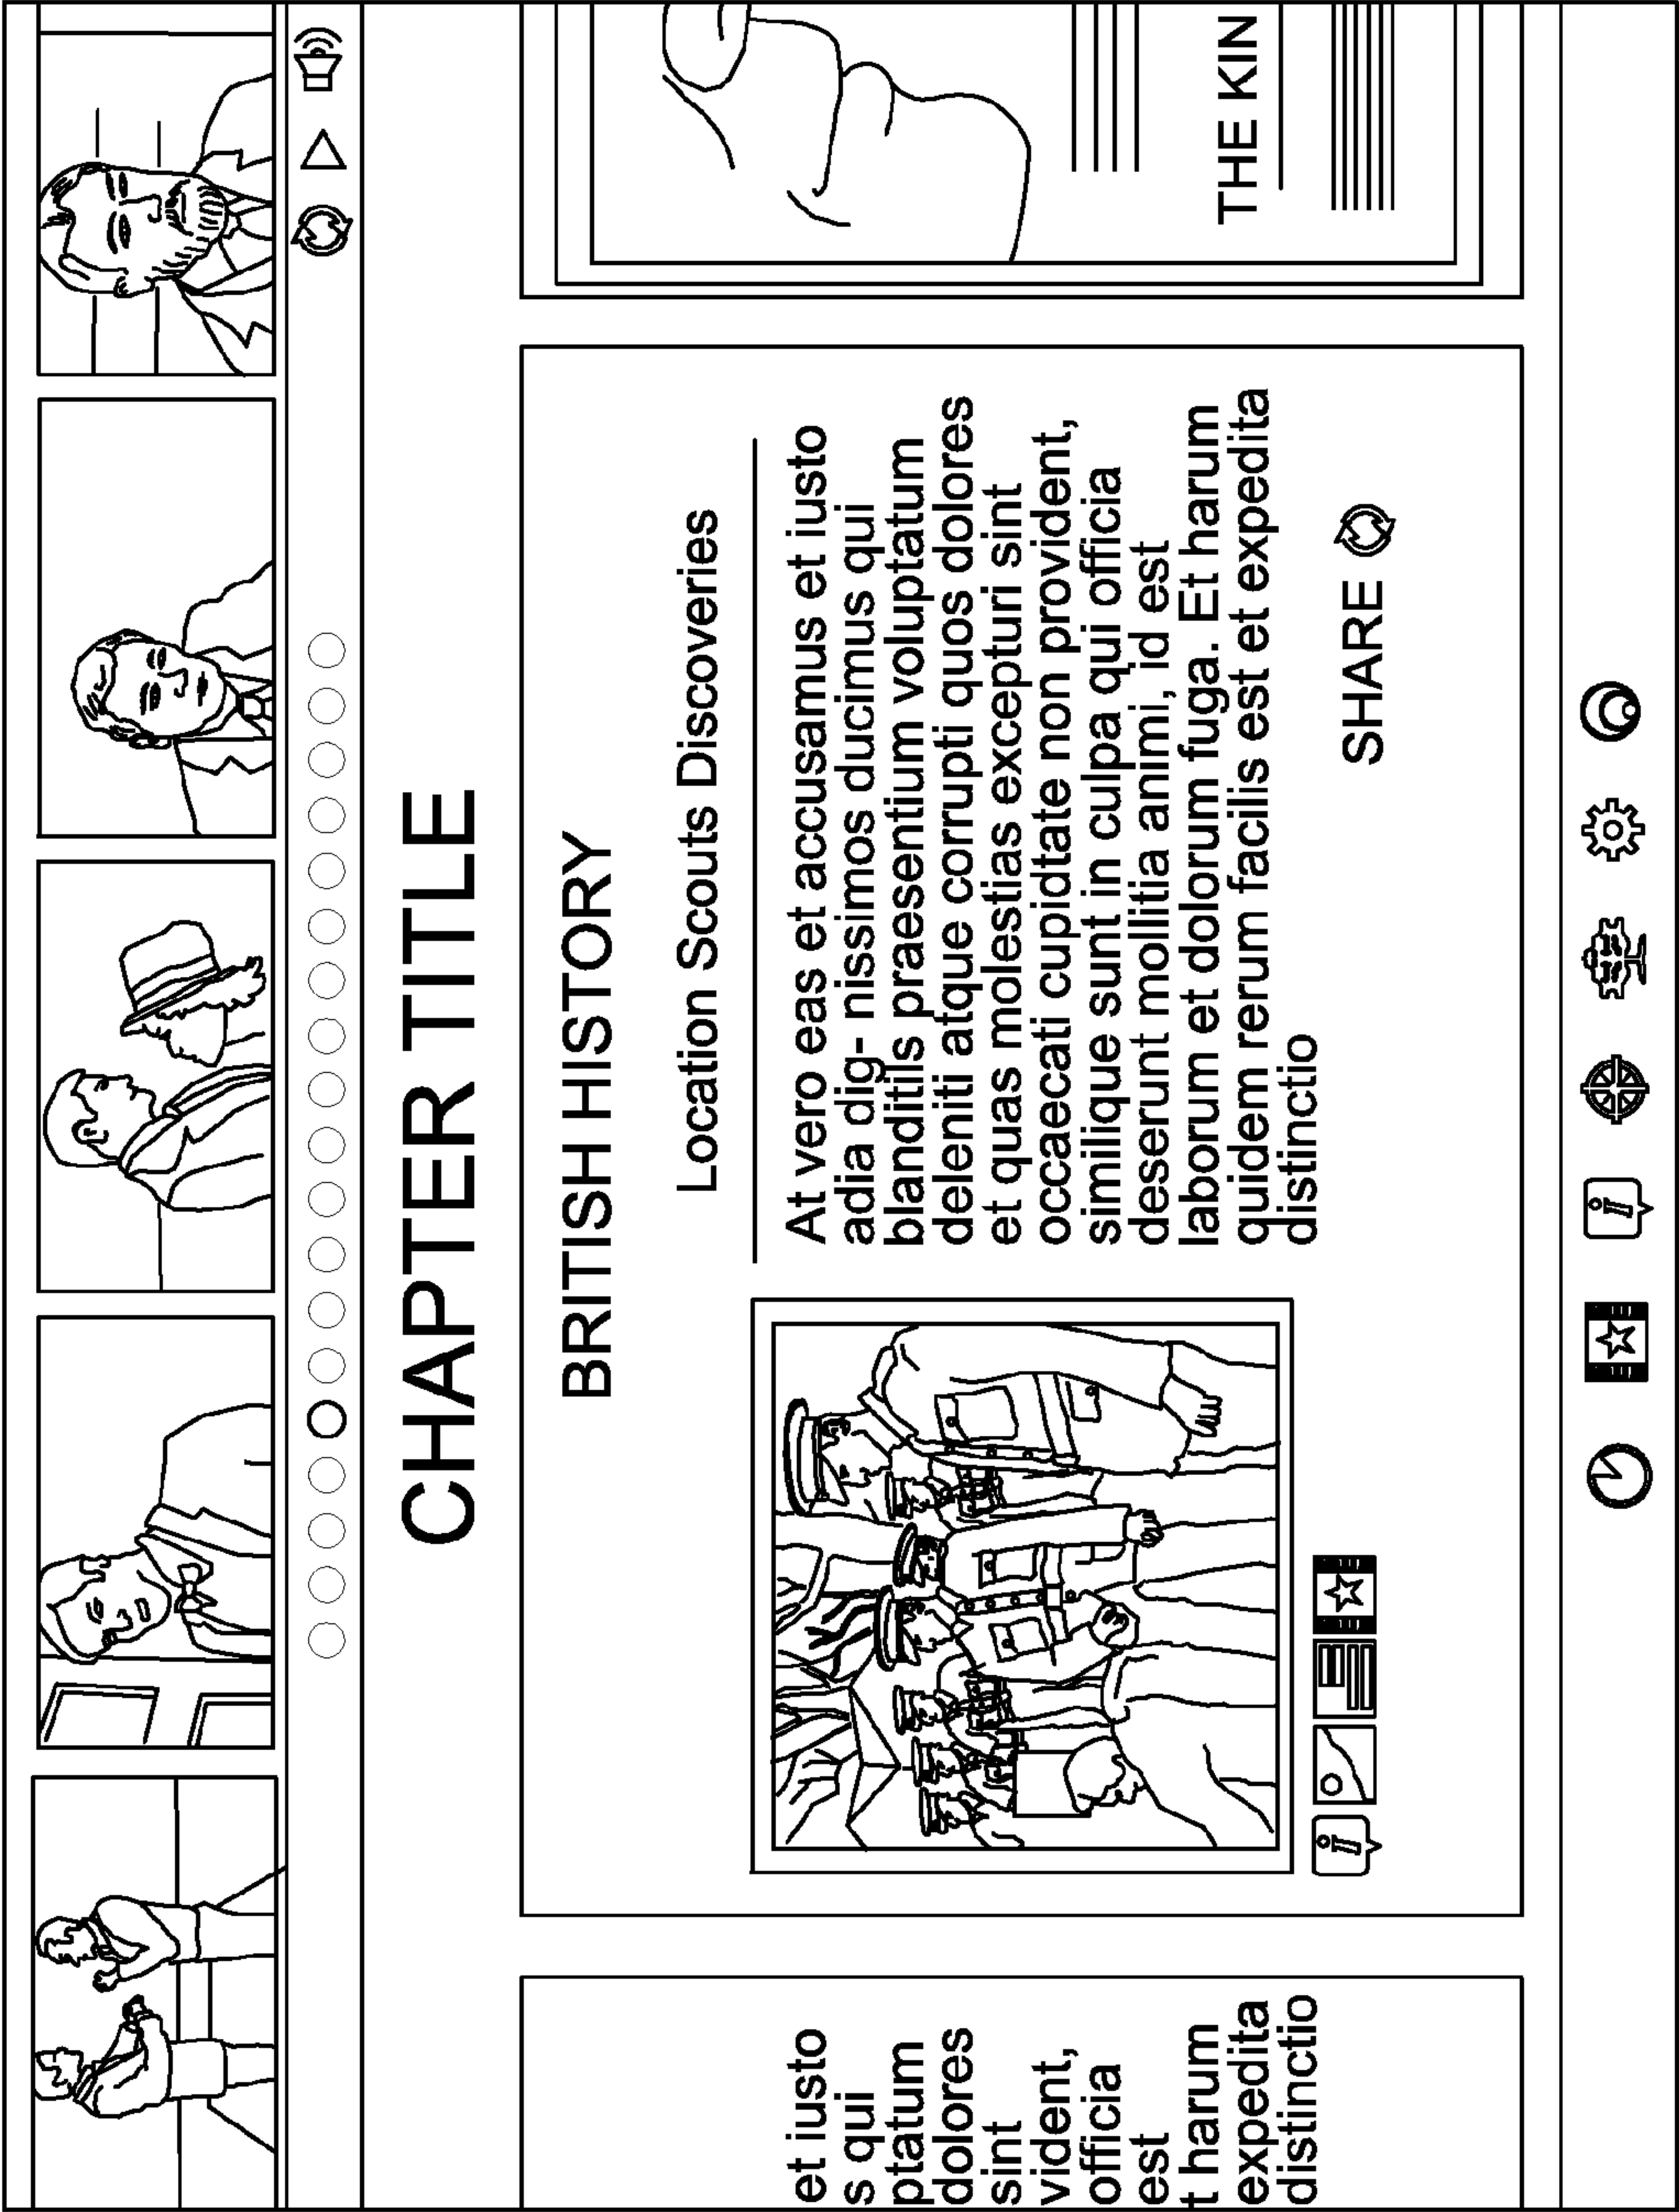 CHAPTER TITLE
et iusto
s qui
ptatum
dolores
sint
vident,
officia
est
t harum
expedita
distinctio
BRITISH HISTORY
Location Scouts Discoveries
At vero eas et accusamus et iusto
adia dig- nissimos ducimus qui
blanditiis praesentium voluptatum
deleniti atque corrupti quos dolores
et quas molestias excepturi sint
occaecati cupidtate non provident,
similique sunt in culpa qui officia
deserunt mollitia animi, id est
laborum et dolorum fuga. Et harum
quidem rerum facilis est et expedita
distinctio
SHARE
i
THE KIN
i